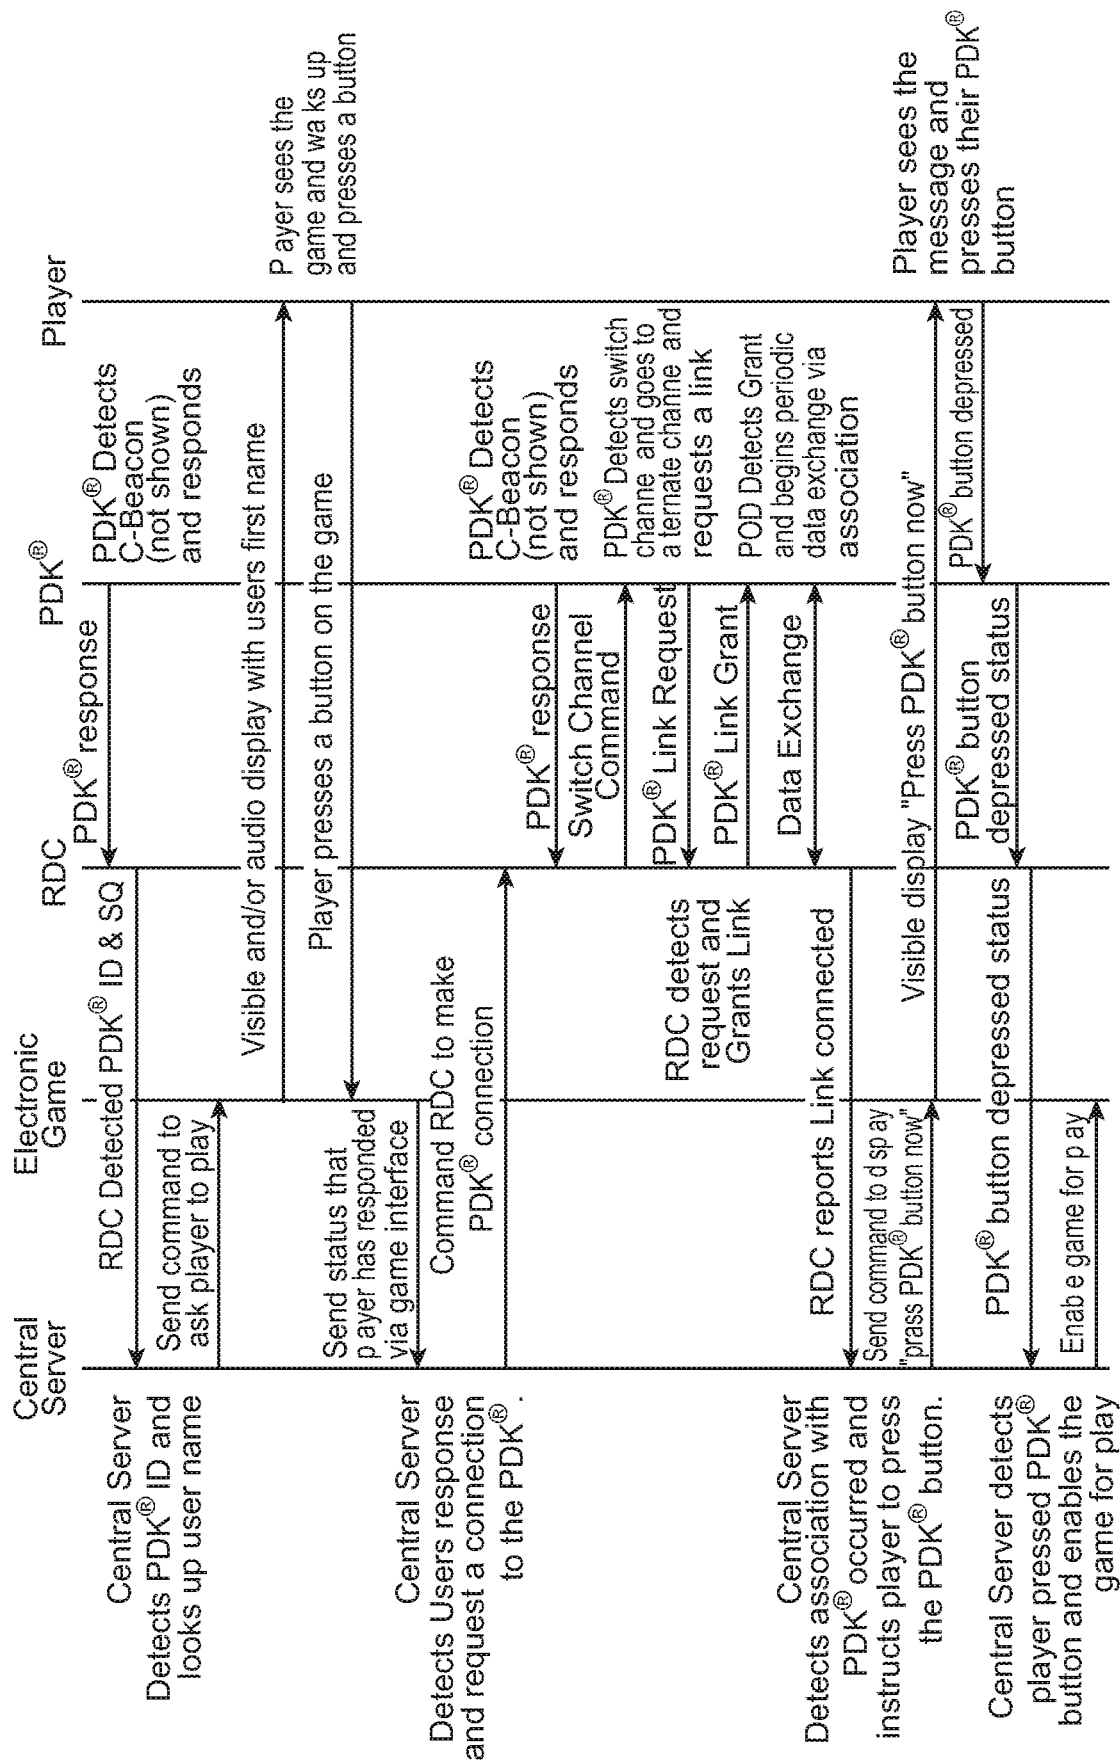 Central
Server
Electronic
Game
RDC
PDK®
Player
PDK® Detects
C-Beacon
(not shown)
and responds
PDK® response
RDC Detected PDK® ID & SQ
Central Server
Detects PDK® ID and
looks up user name
Send command to
ask player to play
Visible and/or audio display with users first name
P ayer sees the
game and wa ks up
and presses a button
Player presses a button on the game
Send status that
p ayer has responded
via game interface
Central Server
Detects Users response
and request a connection
to the PDK® .
Command RDC to make
PDK® connection
PDK® Detects
C-Beacon
(not shown)
and responds
PDK® response
Switch Channel
Command
PDK® Detects switch
channe and goes to
a ternate channe and
requests a link
PDK® Link Request
RDC detects
request and
Grants Link
PDK® Link Grant
POD Detects Grant
and begins periodic
data exchange via
association
Data Exchange
RDC reports Link connected
Central Server
Detects association with
PDK® occurred and
instructs player to press
the PDK® button.
Send command to d sp ay
"prass PDK® button now"
Visible display "Press PDK® button now"
Player sees the
message and
presses their PDK®
button
PDK® button depressed
PDK® button
depressed status
PDK® button depressed status
Central Server detects
player pressed PDK®
button and enables the
game for play
Enab e game for p ay